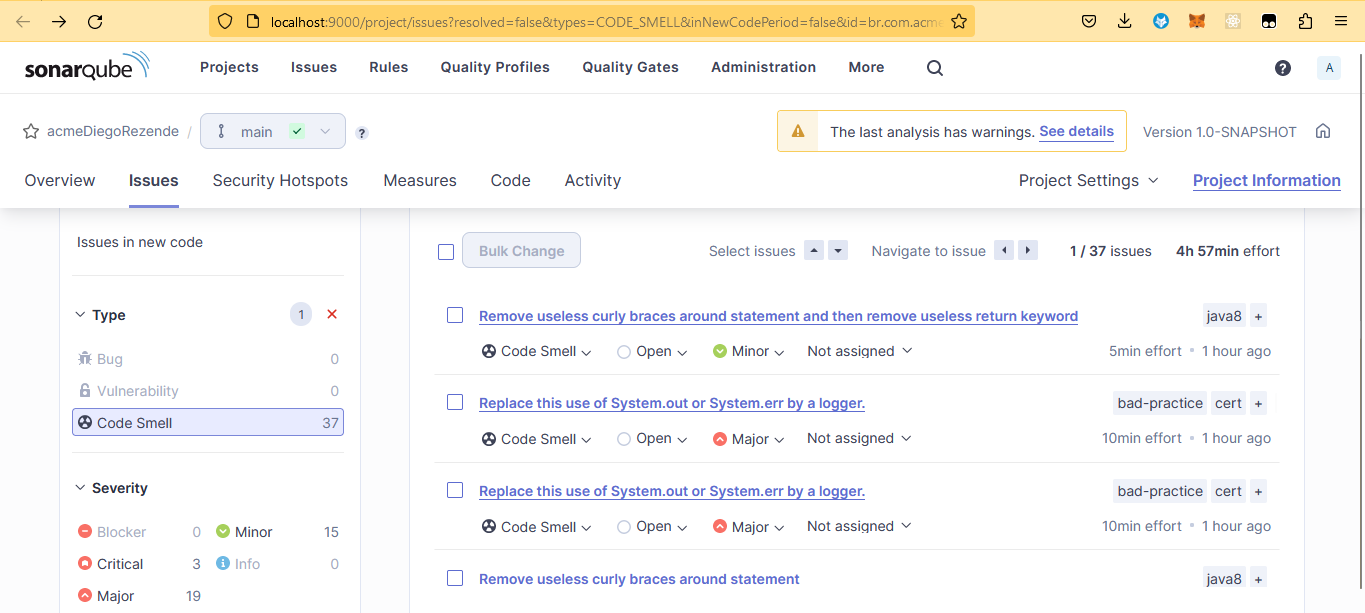 localhost:9000/project/issues?resolved=false&types=CODE_SMELL&inNewCodePeriod=false&id=br.com.acme
sonarqube Projects Issues Rules Quality Profiles Quality Gates Administration More ? A
acmeDiegoRezende / main ? The last analysis has warnings. See details Version 1.0-SNAPSHOT
Overview Issues Security Hotspots Measures Code Activity Project Settings Project Information
Issues in new code
Type 1
Bug 0
Vulnerability 0
Code Smell 37
Severity
Blocker 0 Minor 15
Critical 3 Info 0
Major 19
Bulk Change Select issues Navigate to issue 1 / 37 issues 4h 57min effort
Remove useless curly braces around statement and then remove useless return keyword java8 +
Code Smell Open Minor Not assigned 5min effort • 1 hour ago
Replace this use of System.out or System.err by a logger. bad-practice cert +
Code Smell Open Major Not assigned 10min effort • 1 hour ago
Replace this use of System.out or System.err by a logger. bad-practice cert +
Code Smell Open Major Not assigned 10min effort • 1 hour ago
Remove useless curly braces around statement java8 +